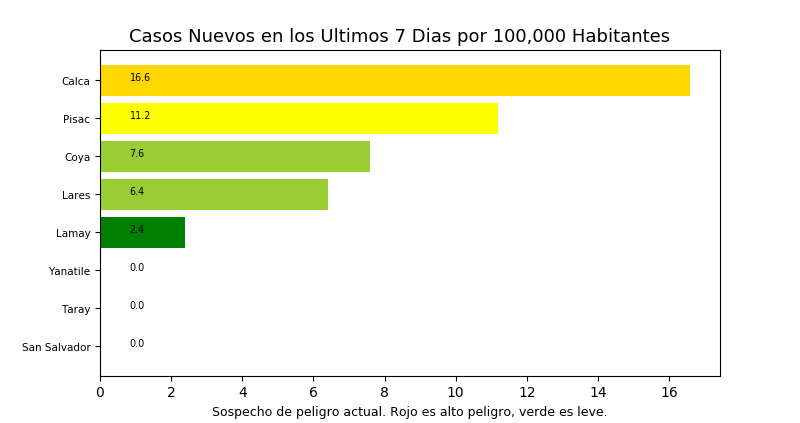 Casos Nuevos en los Ultimos 7 Dias por 100,000 Habitantes
Calca 16.6
Pisac 11.2
Coya 7.6
Lares 6.4
Lamay 2.4
Yanatile 0.0
Taray 0.0
San Salvador 0.0
0 2 4 6 8 10 12 14 16
Sospecho de peligro actual. Rojo es alto peligro, verde es leve.